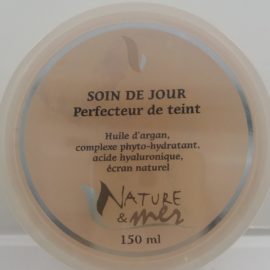 SOIN DE JOUR
Perfecteur de teint
Huile d'argan,
complexe phyto-hydratant,
acide hyaluronique,
écran naturel
NATURE
& mer
150 ml